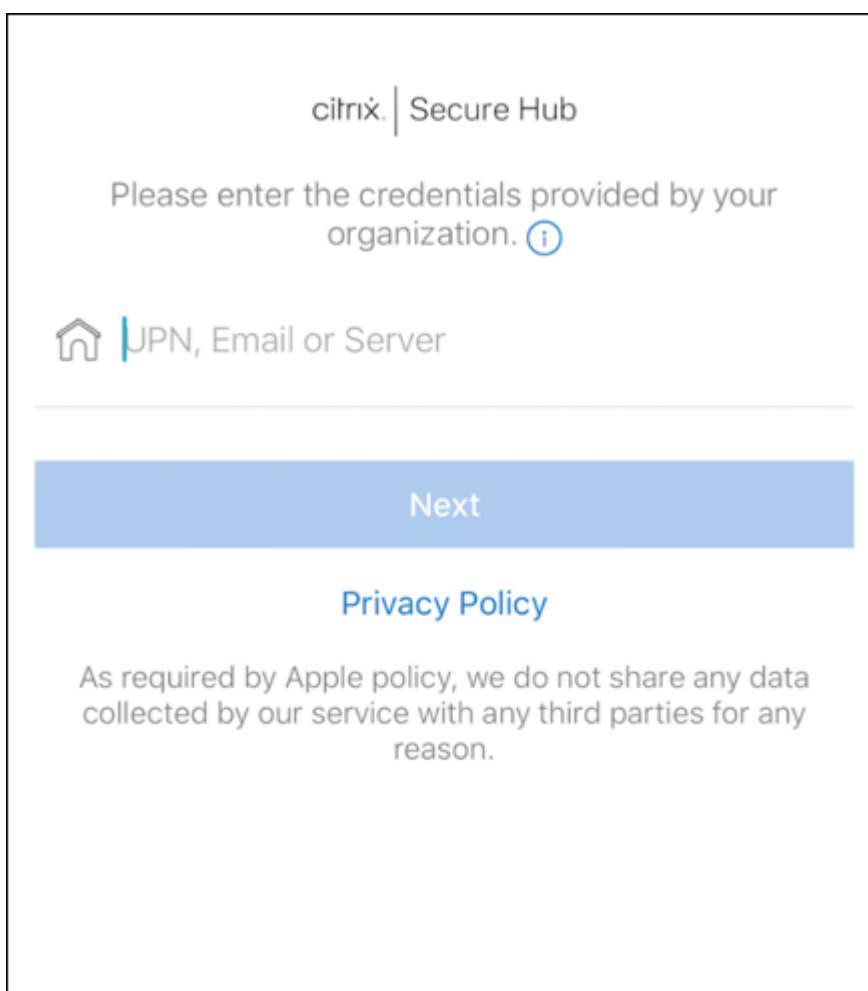 citrix. | Secure Hub
Please enter the credentials provided by your
organization.
UPN, Email or Server
Next
Privacy Policy
As required by Apple policy, we do not share any data
collected by our service with any third parties for any
reason.